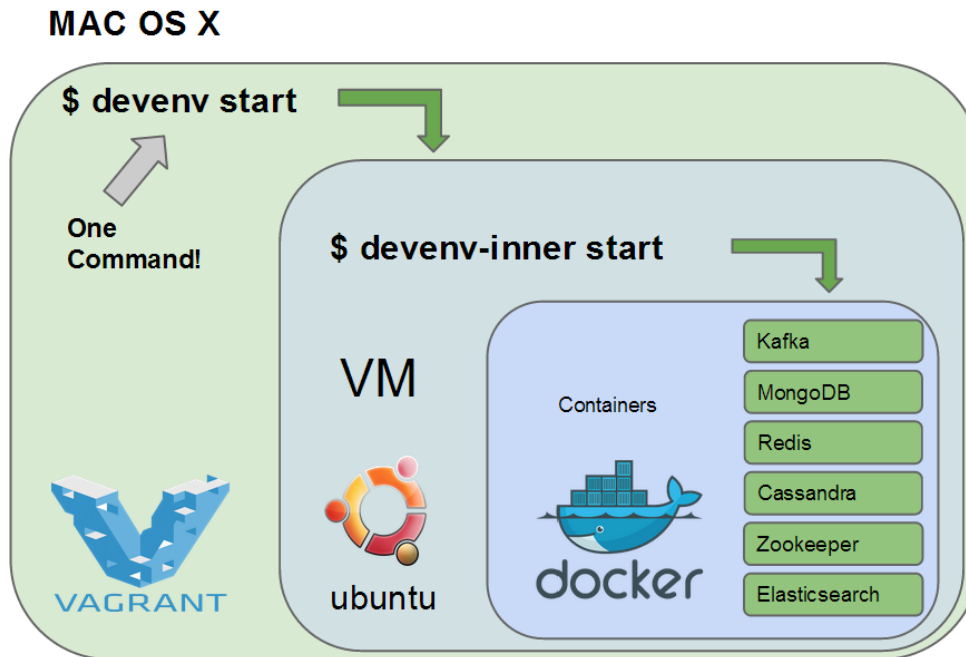 MAC OS X
$ devenv start
One
Command!
$ devenv-inner start
VM
Containers
Kafka
MongoDB
Redis
Cassandra
Zookeeper
Elasticsearch
VAGRANT
ubuntu
docker